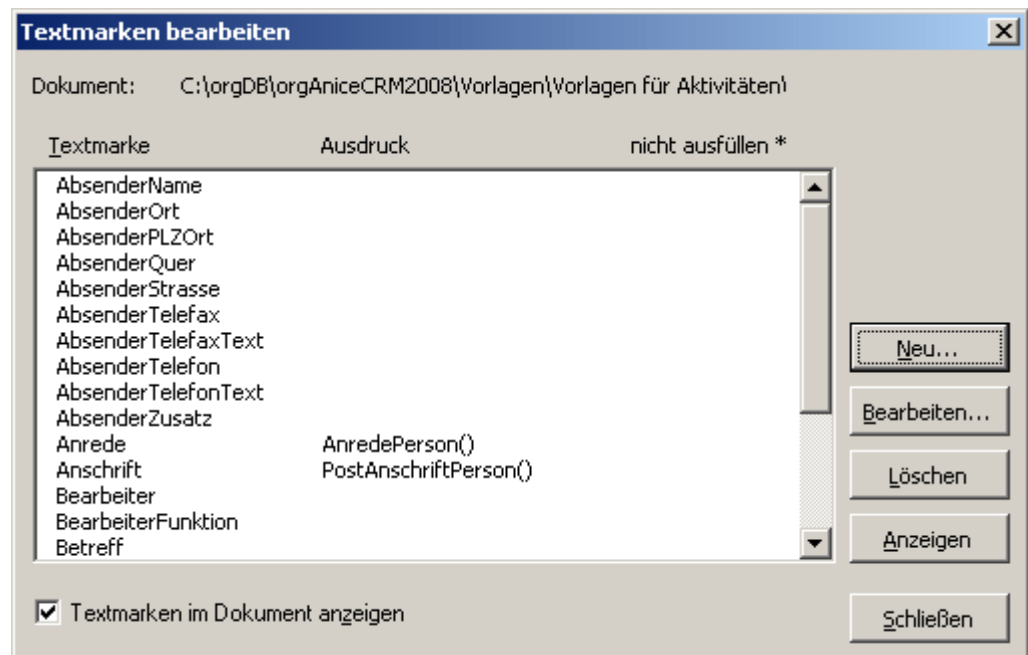 Textmarken bearbeiten
Dokument: C:\orgDB\orgAniceCRM2008\Vorlagen\Vorlagen für Aktivitäten\
Textmarke Ausdruck nicht ausfüllen *
AbsenderName
AbsenderOrt
AbsenderPLZOrt
AbsenderQuer
AbsenderStrasse
AbsenderTelefax
AbsenderTelefaxText
AbsenderTelefon
AbsenderTelefonText
AbsenderZusatz
Anrede AnredePerson()
Anschrift PostAnschriftPerson()
Bearbeiter
BearbeiterFunktion
Betreff
Neu...
Bearbeiten...
Löschen
Anzeigen
Textmarken im Dokument anzeigen
Schließen